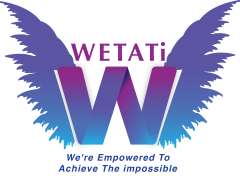 WETATi
W
We're Empowered To
Achieve The impossible